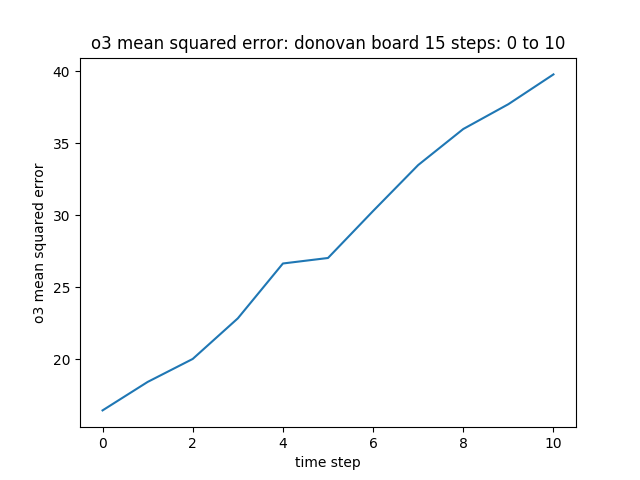 o3 mean squared error: donovan board 15 steps: 0 to 10
o3 mean squared error
40
35
30
25
20
0 2 4 6 8 10
time step